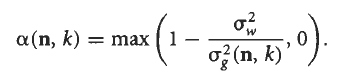 α(n, k) = max(1 − σ_w^2 / σ_g^2(n, k), 0).